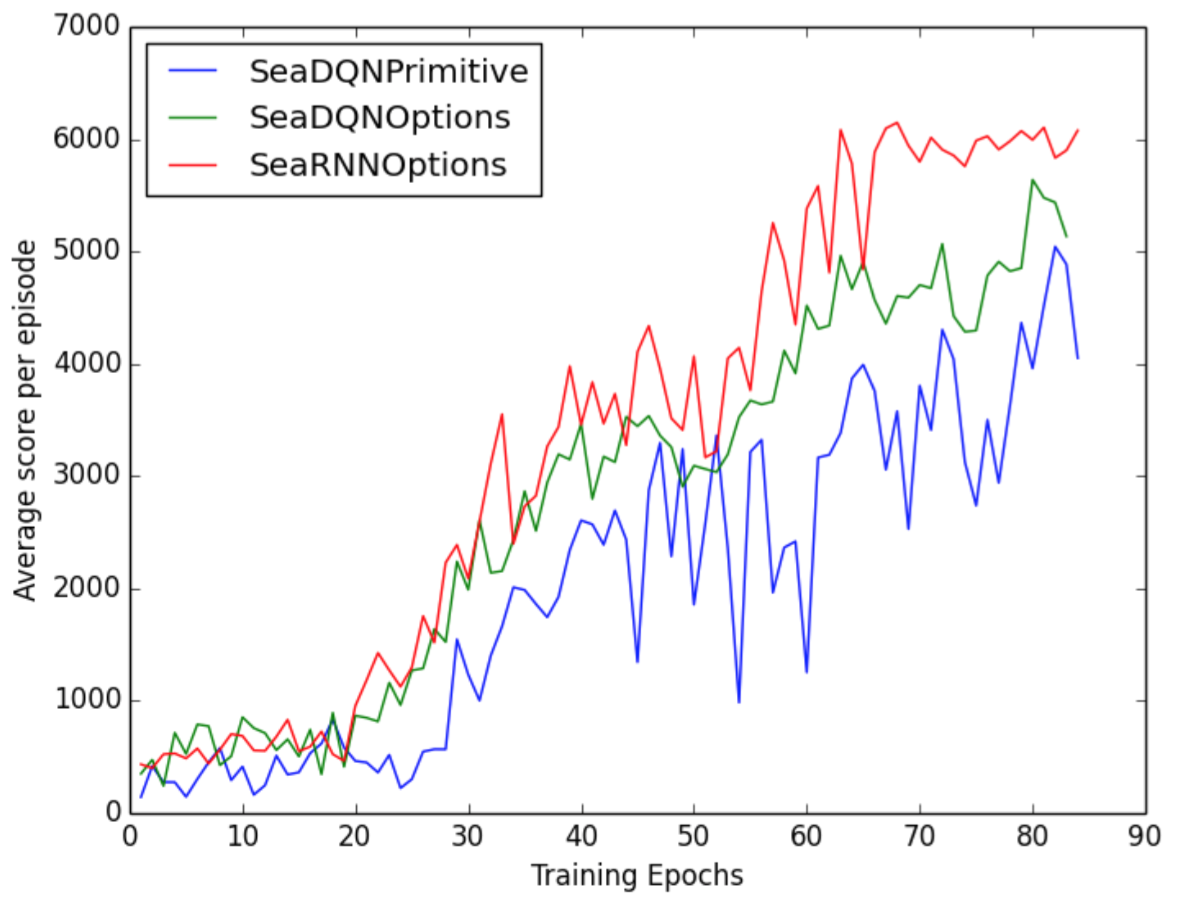 7000
6000
5000
4000
3000
2000
1000
0
SeaDQNPrimitive
SeaDQNOptions
SeaRNNOptions
Average score per episode
0 10 20 30 40 50 60 70 80 90
Training Epochs